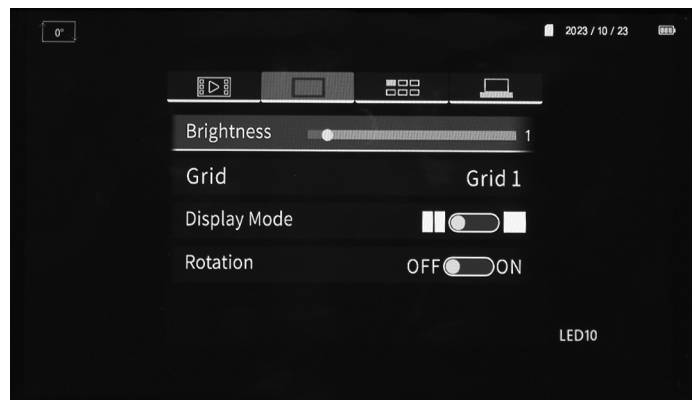 0°
2023 / 10 / 23
Brightness 1
Grid Grid 1
Display Mode
Rotation OFF ON
LED10